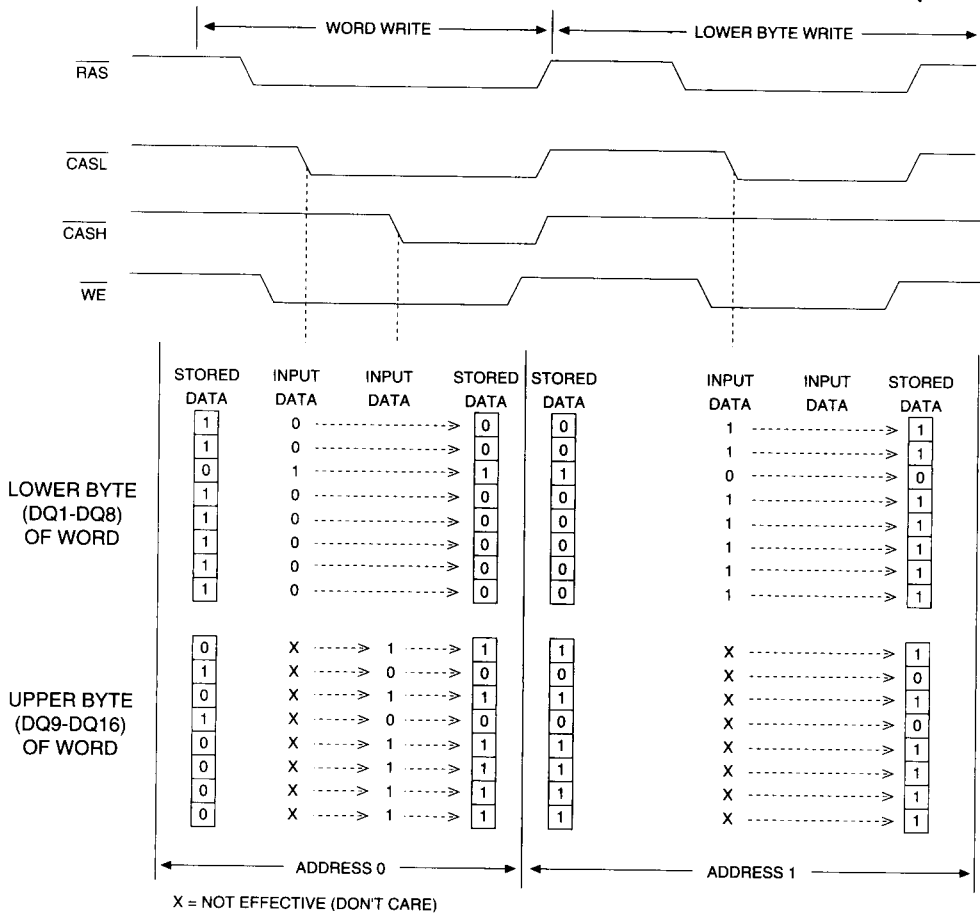 WORD WRITE LOWER BYTE WRITE
RAS
CASL
CASH
WE
STORED INPUT INPUT STORED STORED INPUT INPUT STORED
DATA DATA DATA DATA DATA DATA DATA DATA
1 0 0 0 1 1
1 0 0 0 1 1
0 1 1 1 0 0
1 0 0 0 1 1
1 0 0 0 1 1
1 0 0 0 1 1
1 0 0 0 1 1
1 0 0 0 1 1
LOWER BYTE
(DQ1-DQ8)
OF WORD
0 X 1 1 1 X 1
1 X 0 0 0 X 0
0 X 1 1 1 X 1
1 X 0 0 0 X 0
0 X 1 1 1 X 1
0 X 1 1 1 X 1
0 X 1 1 1 X 1
0 X 1 1 1 X 1
UPPER BYTE
(DQ9-DQ16)
OF WORD
ADDRESS 0 ADDRESS 1
X = NOT EFFECTIVE (DON'T CARE)